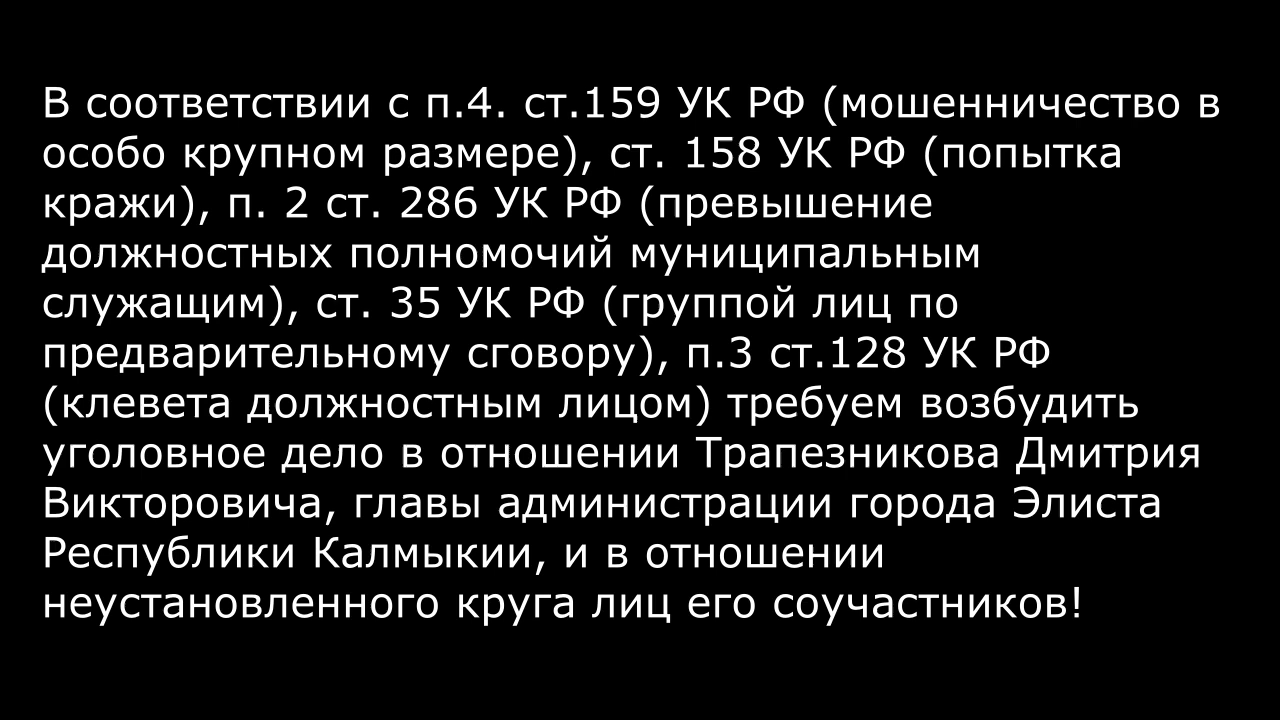 В соответствии с п.4. ст.159 УК РФ (мошенничество в
особо крупном размере), ст. 158 УК РФ (попытка
кражи), п. 2 ст. 286 УК РФ (превышение
должностных полномочий муниципальным
служащим), ст. 35 УК РФ (группой лиц по
предварительному сговору), п.3 ст.128 УК РФ
(клевета должностным лицом) требуем возбудить
уголовное дело в отношении Трапезникова Дмитрия
Викторовича, главы администрации города Элиста
Республики Калмыкии, и в отношении
неустановленного круга лиц его соучастников!